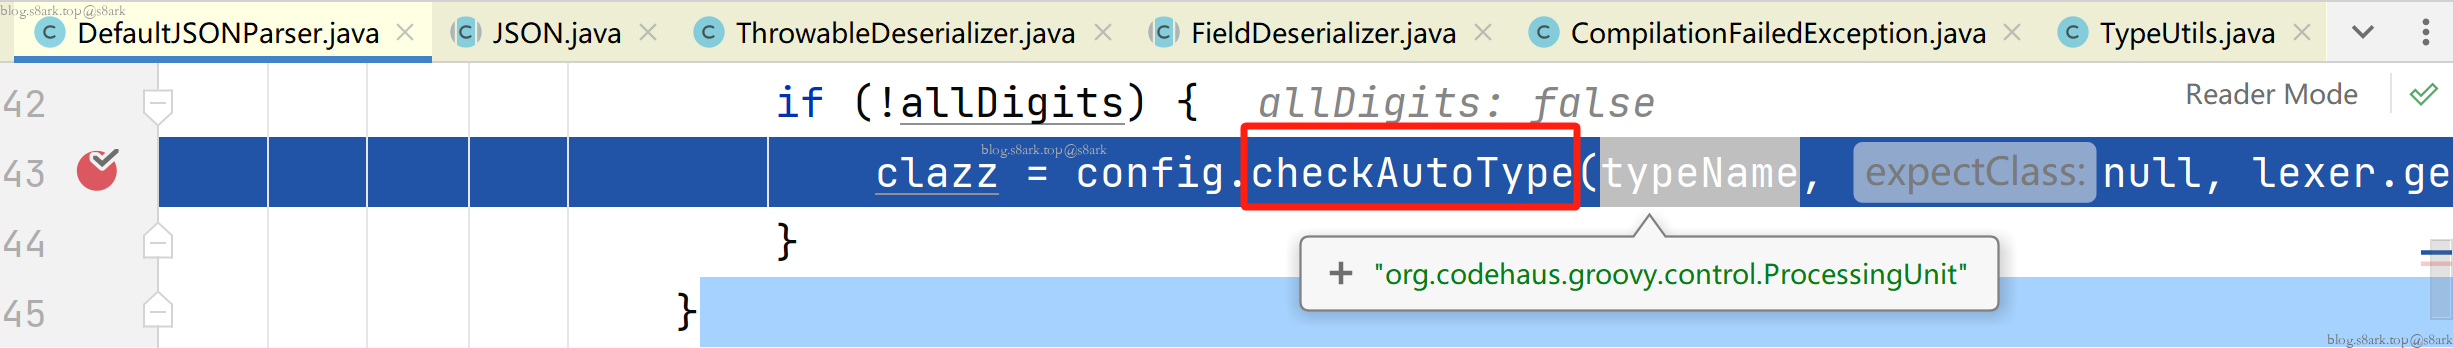 blog.s8ark.top@s8ark
DefaultJSONParser.java JSON.java ThrowableDeserializer.java FieldDeserializer.java CompilationFailedException.java TypeUtils.java
42 if (!allDigits) { allDigits: false Reader Mode
blog.s8ark.top@s8ark
43 clazz = config.checkAutoType(typeName, expectClass: null, lexer.ge
44 }
+ "org.codehaus.groovy.control.ProcessingUnit"
45 }
blog.s8ark.top@s8ark